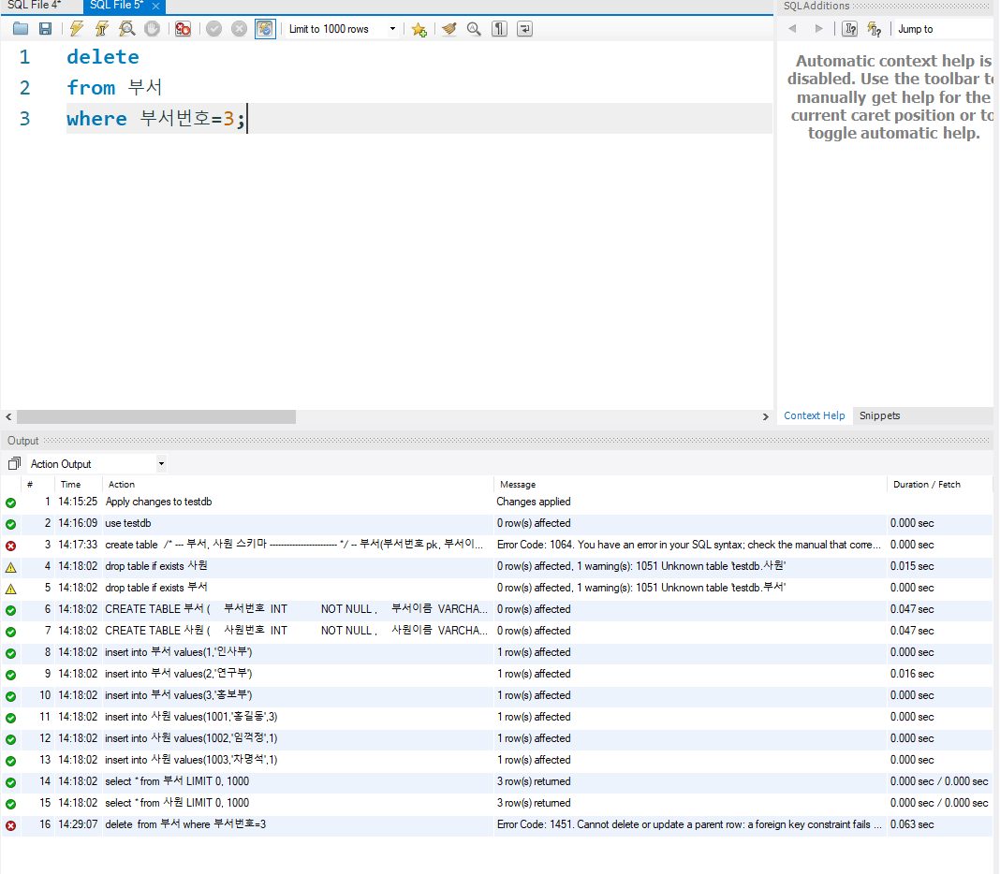 SQL File 4*
SQL File 5*
SQLAdditions
Limit to 1000 rows
Jump to
1 delete
2 from 부서
3 where 부서번호=3;
Automatic context help is
disabled. Use the toolbar to
manually get help for the
current caret position or to
toggle automatic help.
Context Help
Snippets
Output
Action Output
# Time Action Message Duration / Fetch
1 14:15:25 Apply changes to testdb Changes applied
2 14:16:09 use testdb 0 row(s) affected 0.000 sec
3 14:17:33 create table /* --- 부서, 사원 스키마 ------------------------ */ -- 부서(부서번호 pk, 부서이... Error Code: 1064. You have an error in your SQL syntax; check the manual that corre... 0.000 sec
4 14:18:02 drop table if exists 사원 0 row(s) affected, 1 warning(s): 1051 Unknown table 'testdb.사원' 0.015 sec
5 14:18:02 drop table if exists 부서 0 row(s) affected, 1 warning(s): 1051 Unknown table 'testdb.부서' 0.000 sec
6 14:18:02 CREATE TABLE 부서 ( 부서번호 INT NOT NULL , 부서이름 VARCHA... 0 row(s) affected 0.047 sec
7 14:18:02 CREATE TABLE 사원 ( 사원번호 INT NOT NULL , 사원이름 VARCHA... 0 row(s) affected 0.047 sec
8 14:18:02 insert into 부서 values(1,'인사부') 1 row(s) affected 0.000 sec
9 14:18:02 insert into 부서 values(2,'연구부') 1 row(s) affected 0.016 sec
10 14:18:02 insert into 부서 values(3,'홍보부') 1 row(s) affected 0.000 sec
11 14:18:02 insert into 사원 values(1001,'홍길동',3) 1 row(s) affected 0.000 sec
12 14:18:02 insert into 사원 values(1002,'임꺽정',1) 1 row(s) affected 0.000 sec
13 14:18:02 insert into 사원 values(1003,'차명석',1) 1 row(s) affected 0.000 sec
14 14:18:02 select * from 부서 LIMIT 0, 1000 3 row(s) returned 0.000 sec / 0.000 sec
15 14:18:02 select * from 사원 LIMIT 0, 1000 3 row(s) returned 0.000 sec / 0.000 sec
16 14:29:07 delete from 부서 where 부서번호=3 Error Code: 1451. Cannot delete or update a parent row: a foreign key constraint fails ... 0.063 sec